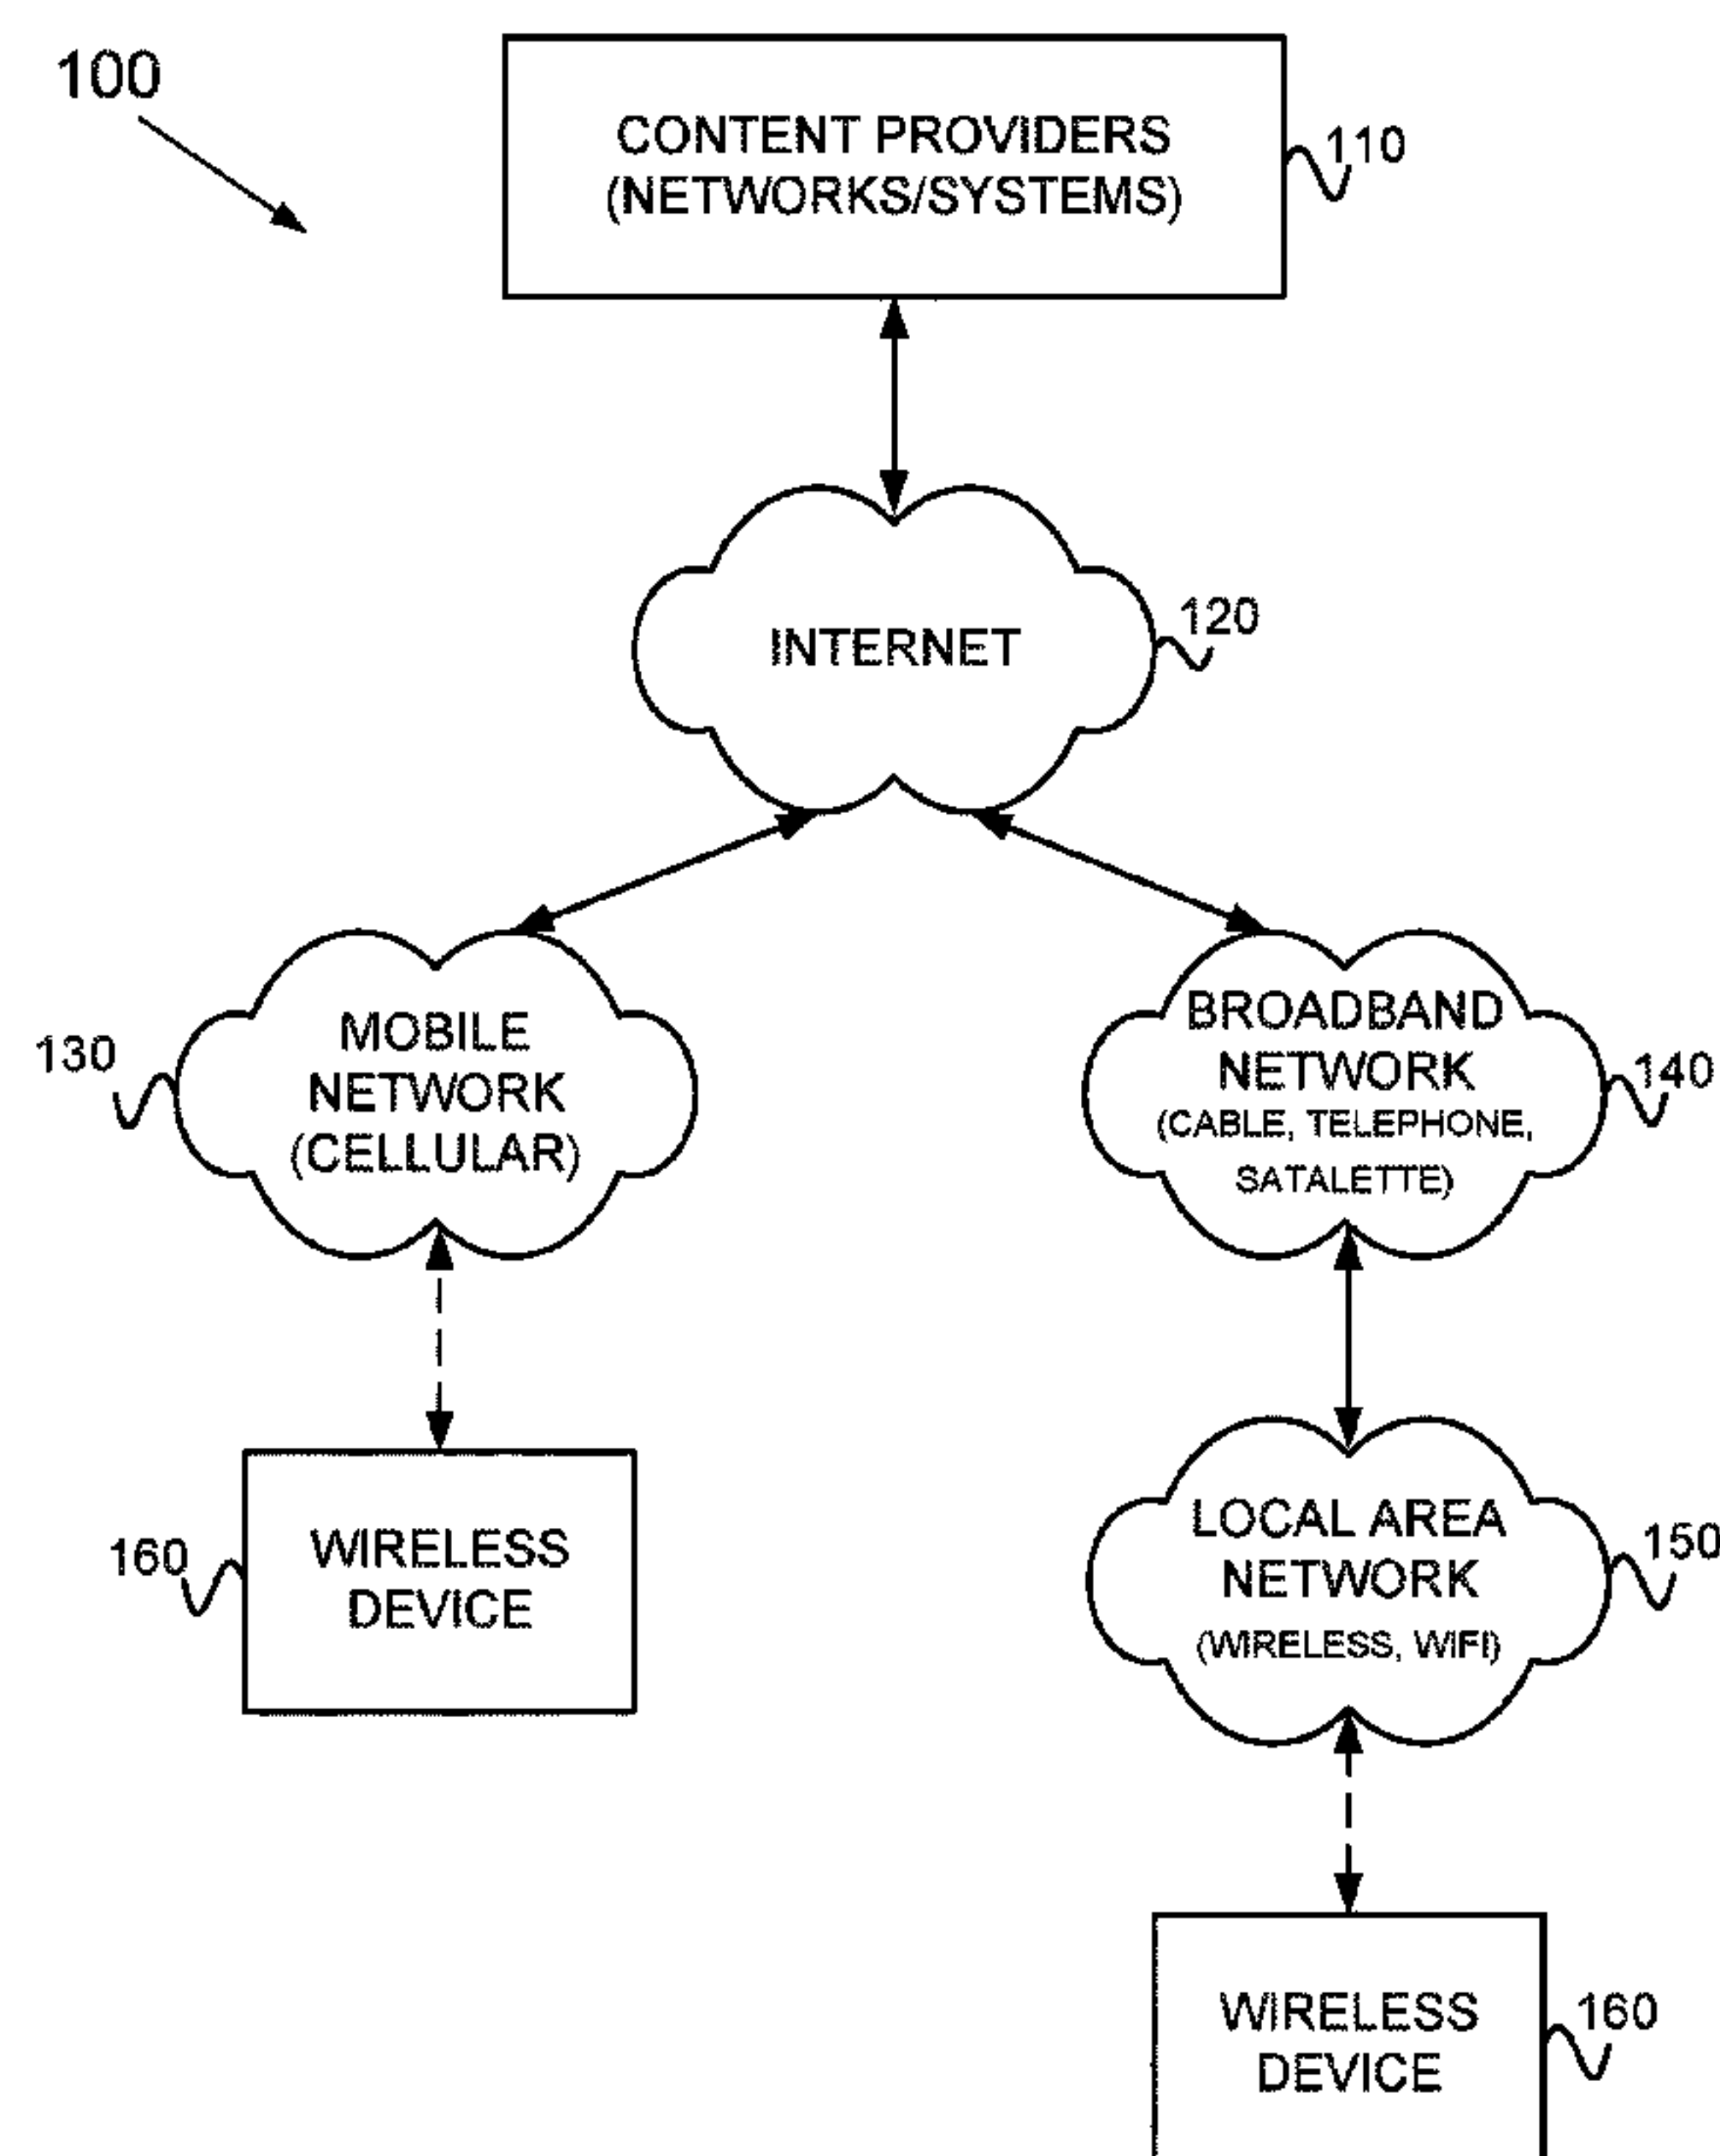 100
CONTENT PROVIDERS
(NETWORKS/SYSTEMS)
110
INTERNET
120
MOBILE
NETWORK
(CELLULAR)
130
BROADBAND
NETWORK
(CABLE, TELEPHONE,
SATALETTE)
140
WIRELESS
DEVICE
160
LOCAL AREA
NETWORK
(WIRELESS, WIFI)
150
WIRELESS
DEVICE
160